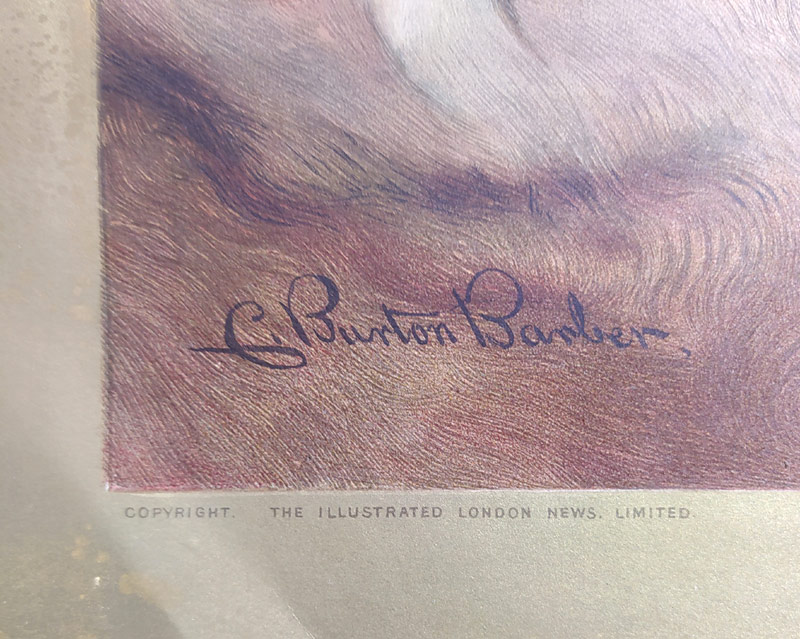 C. Burton Barber.
COPYRIGHT. THE ILLUSTRATED LONDON NEWS. LIMITED